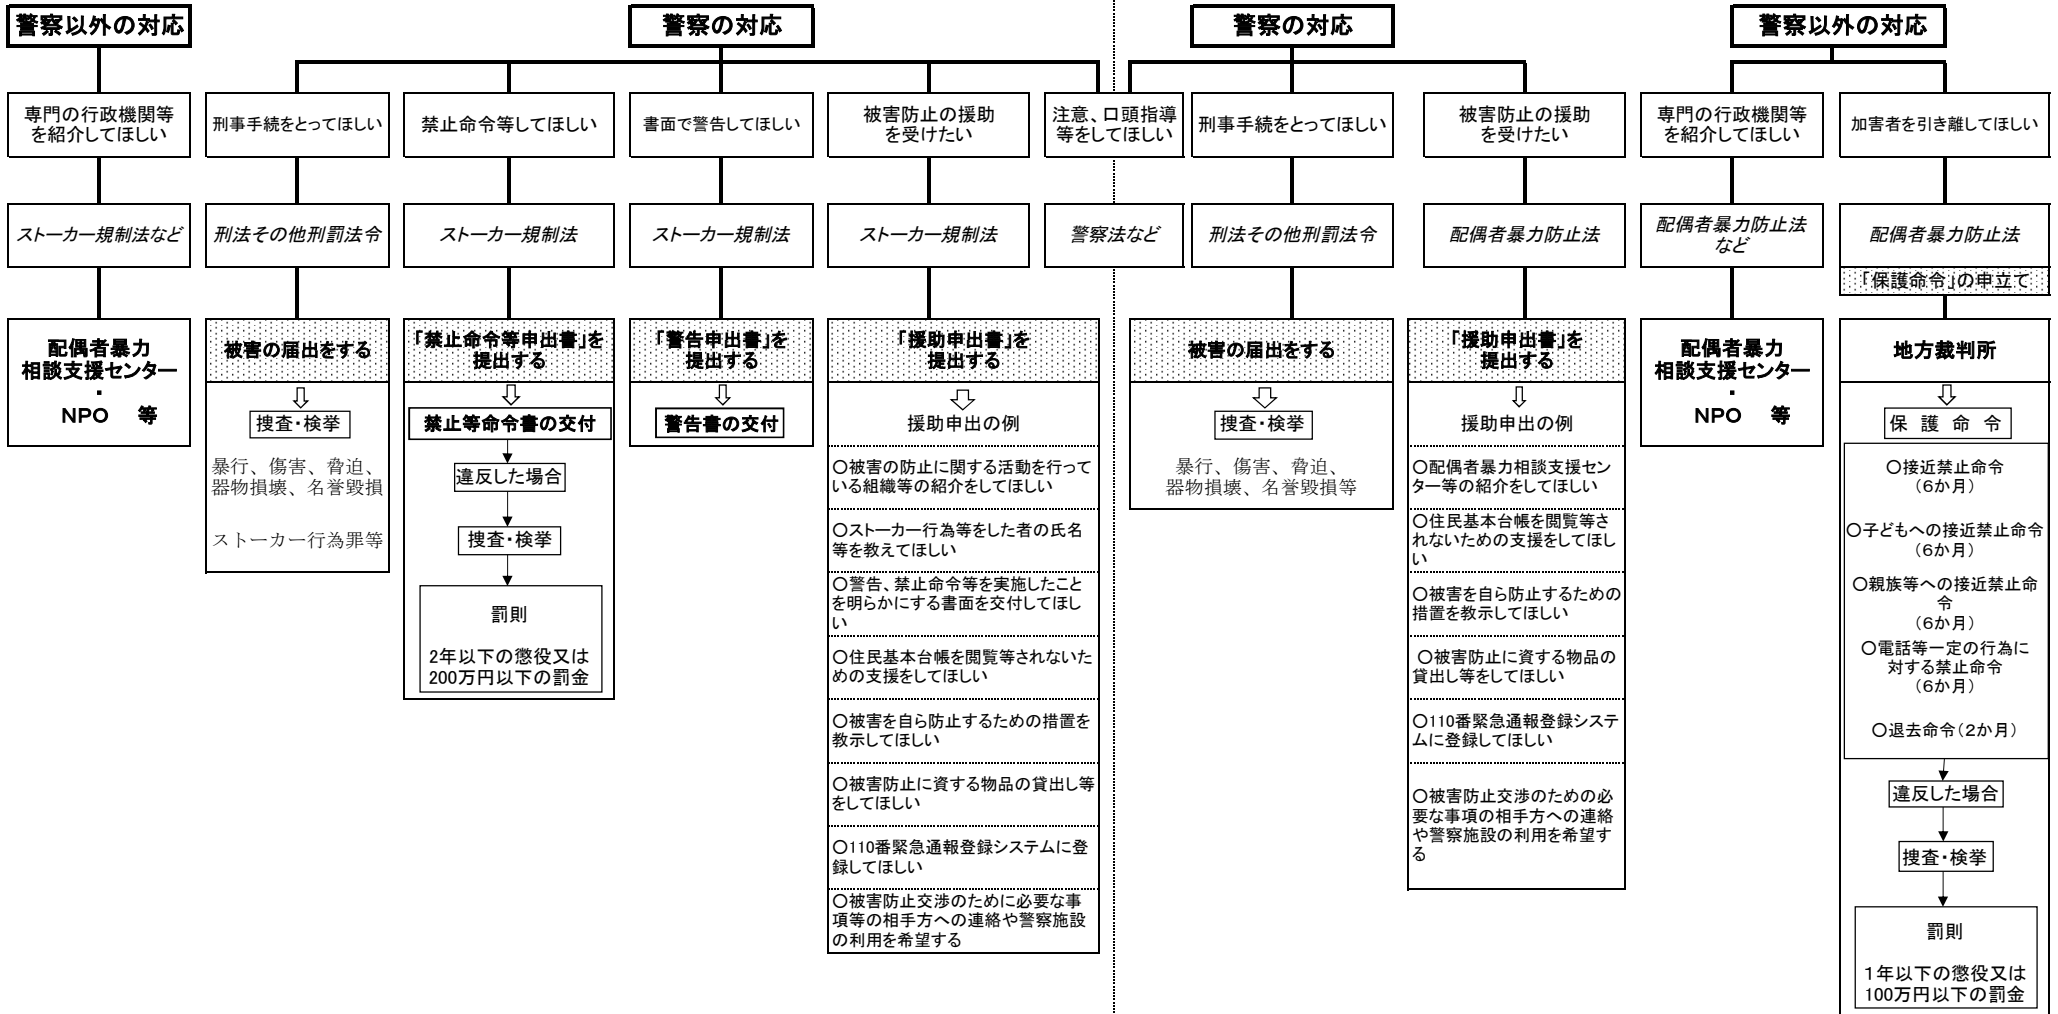 警察以外の対応
警察の対応
警察の対応
警察以外の対応
専門の行政機関等
を紹介してほしい
刑事手続をとってほしい
禁止命令等してほしい
書面で警告してほしい
被害防止の援助
を受けたい
注意、口頭指導
等をしてほしい
刑事手続をとってほしい
被害防止の援助
を受けたい
専門の行政機関等
を紹介してほしい
加害者を引き離してほしい
ストーカー規制法など
刑法その他刑罰法令
ストーカー規制法
ストーカー規制法
ストーカー規制法
警察法など
刑法その他刑罰法令
配偶者暴力防止法
配偶者暴力防止法
など
配偶者暴力防止法
「保護命令」の申立て
配偶者暴力
相談支援センター
・
NPO 等
被害の届出をする
捜査・検挙
暴行、傷害、脅迫、
器物損壊、名誉毀損
ストーカー行為罪等
「禁止命令等申出書」を
提出する
禁止等命令書の交付
違反した場合
捜査・検挙
罰則
2年以下の懲役又は
200万円以下の罰金
「警告申出書」を
提出する
警告書の交付
「援助申出書」を
提出する
援助申出の例
○被害の防止に関する活動を行って
いる組織等の紹介をしてほしい
○ストーカー行為等をした者の氏名
等を教えてほしい
○警告、禁止命令等を実施したこと
を明らかにする書面を交付してほし
い
○住民基本台帳を閲覧等されないた
めの支援をしてほしい
○被害を自ら防止するための措置を
教示してほしい
○被害防止に資する物品の貸出し等
をしてほしい
○110番緊急通報登録システムに登
録してほしい
○被害防止交渉のために必要な事
項等の相手方への連絡や警察施設
の利用を希望する
被害の届出をする
捜査・検挙
暴行、傷害、脅迫、
器物損壊、名誉毀損等
「援助申出書」を
提出する
援助申出の例
○配偶者暴力相談支援セン
ター等の紹介をしてほしい
○住民基本台帳を閲覧等さ
れないための支援をしてほし
い
○被害を自ら防止するための
措置を教示してほしい
○被害防止に資する物品の
貸出し等をしてほしい
○110番緊急通報登録システ
ムに登録してほしい
○被害防止交渉のための必
要な事項の相手方への連絡
や警察施設の利用を希望す
る
配偶者暴力
相談支援センター
・
NPO 等
地方裁判所
保 護 命 令
○接近禁止命令
(6か月)
○子どもへの接近禁止命令
(6か月)
○親族等への接近禁止命
令
(6か月)
○電話等一定の行為に
対する禁止命令
(6か月)
○退去命令(2か月)
違反した場合
捜査・検挙
罰則
1年以下の懲役又は
100万円以下の罰金